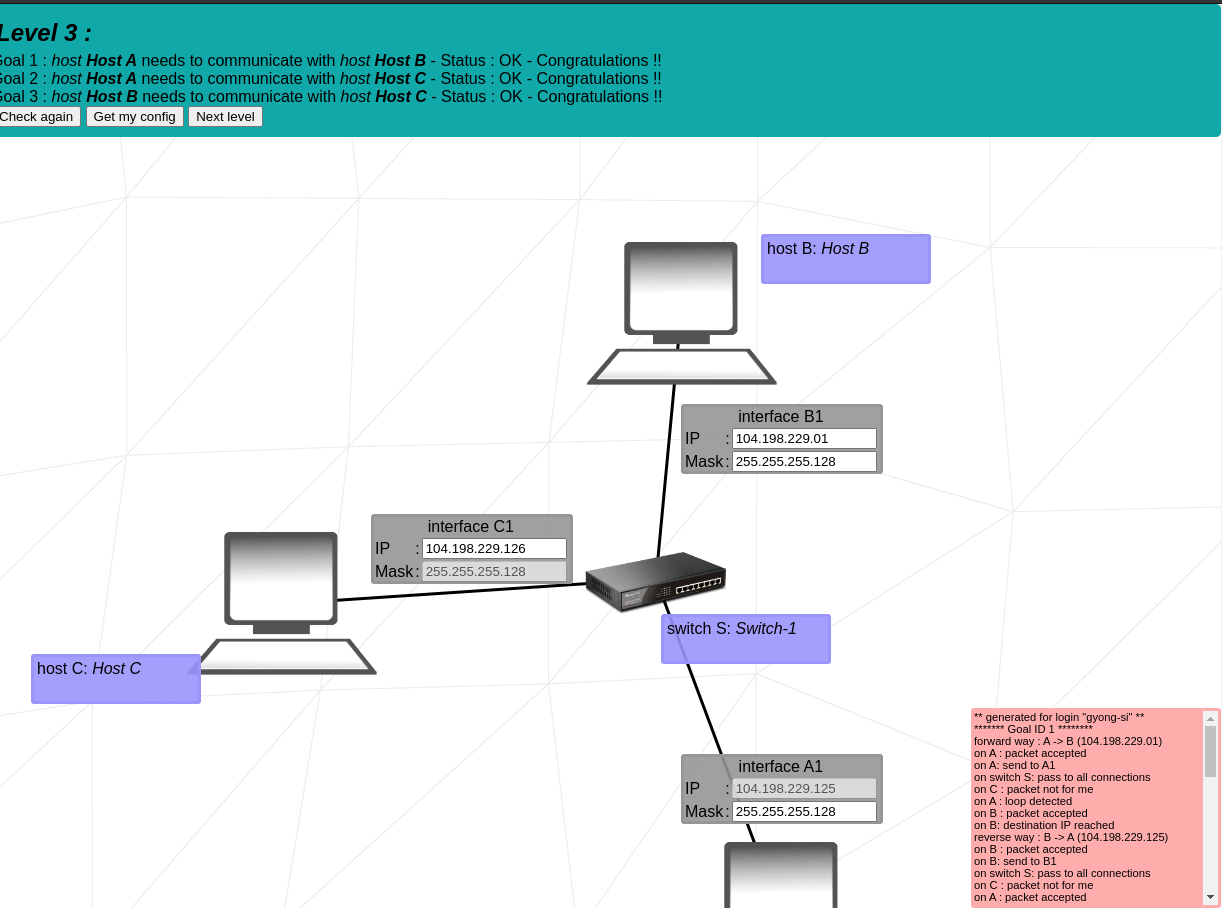 Level 3 :
Goal 1 : host Host A needs to communicate with host Host B - Status : OK - Congratulations !!
Goal 2 : host Host A needs to communicate with host Host C - Status : OK - Congratulations !!
Goal 3 : host Host B needs to communicate with host Host C - Status : OK - Congratulations !!
Check again Get my config Next level
host B: Host B
interface B1
IP : 104.198.229.01
Mask : 255.255.255.128
interface C1
IP : 104.198.229.126
Mask : 255.255.255.128
switch S: Switch-1
host C: Host C
interface A1
IP : 104.198.229.125
Mask : 255.255.255.128
** generated for login "gyong-si" **
******* Goal ID 1 ********
forward way : A -> B (104.198.229.01)
on A : packet accepted
on A: send to A1
on switch S: pass to all connections
on C : packet not for me
on A : loop detected
on B : packet accepted
on B: destination IP reached
reverse way : B -> A (104.198.229.125)
on B : packet accepted
on B: send to B1
on switch S: pass to all connections
on C : packet not for me
on A : packet accepted